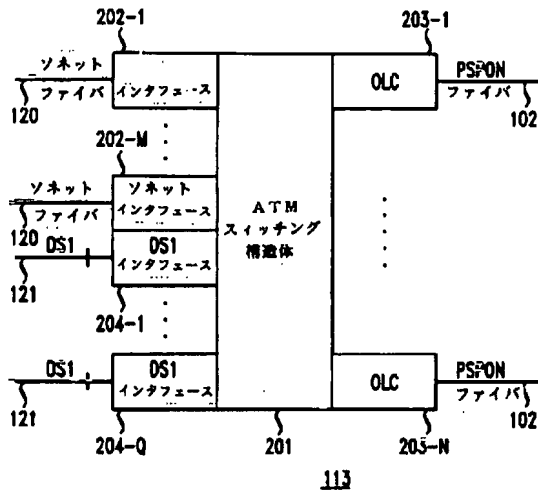 202-1
203-1
ソネット
ファイバ
120
インタフェース
OLC
PSPON
ファイバ
102
202-M
ソネット
ファイバ
120
ソネット
インタフェース
ATM
スイッチング
構造体
DS1
121
DS1
インタフェース
204-1
DS1
121
DS1
インタフェース
OLC
PSPON
ファイバ
102
204-Q
201
203-N
113